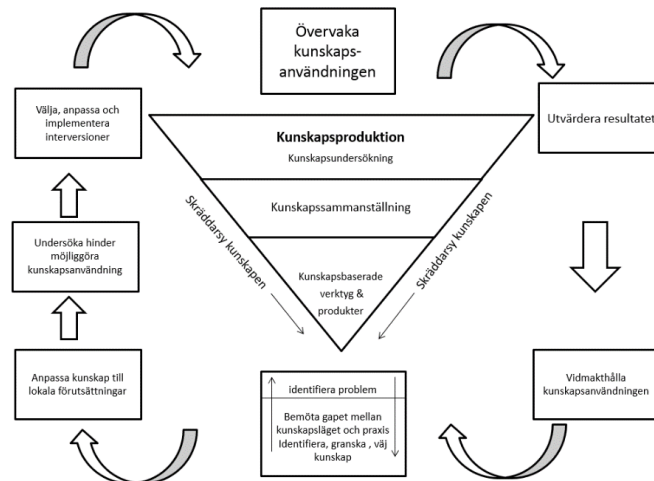 Övervaka
kunskaps-
användningen
Välja, anpassa och
implementera
interversioner
Utvärdera resultatet
Kunskapsproduktion
Kunskapsundersökning
Kunskapssammanställning
Skräddarsy kunskapen
Skräddarsy kunskapen
Kunskapsbaserade
verktyg &
produkter
Undersöka hinder
möjliggöra
kunskapsanvändning
Anpassa kunskap till
lokala förutsättningar
identifiera problem
Bemöta gapet mellan
kunskapsläget och praxis
Identifiera, granska , väj
kunskap
Vidmakthålla
kunskapsanvändningen